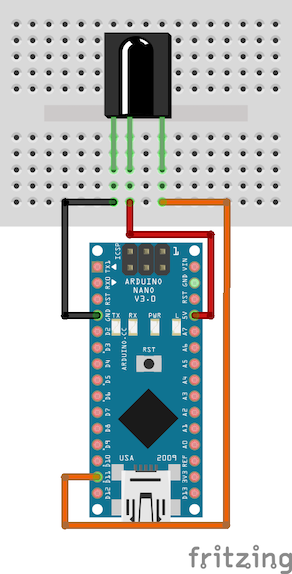 ICSP
1
TX1
RX0
RST
GND
D2
D3
D4
D5
D6
D7
D8
D9
D10
D11
D12
VIN
GND
RST
5V
A7
A6
A5
A4
A3
A2
A1
A0
REF
3V3
D13
ARDUINO
NANO
V3.0
TX RX PWR L
ARDUINO.CC
RST
USA 2009
fritzing